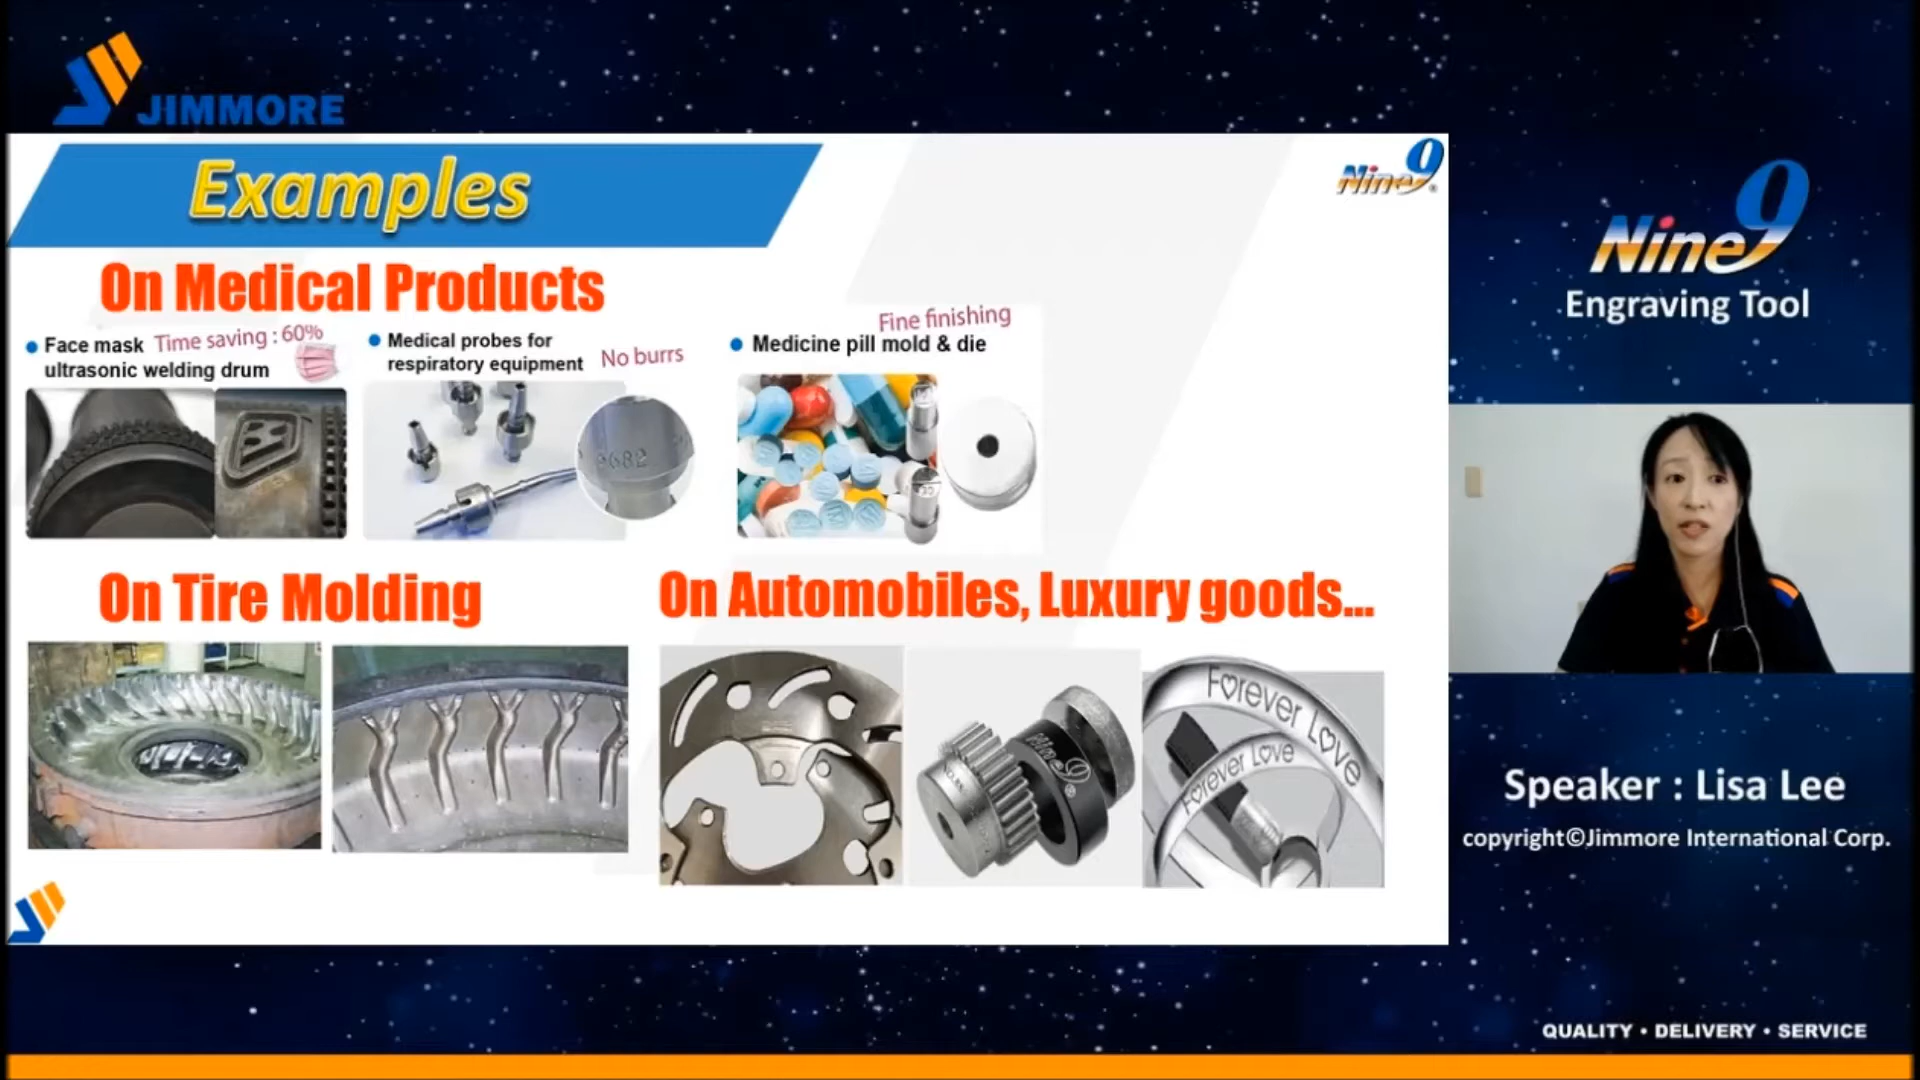 JIMMORE
Examples
Nine9
On Medical Products
Face mask Time saving : 60%
ultrasonic welding drum
Medical probes for
respiratory equipment No burrs
9682
Fine finishing
Medicine pill mold & die
On Tire Molding
On Automobiles, Luxury goods...
Nine9
Forever Love
Forever Love
Nine9
Engraving Tool
Speaker : Lisa Lee
copyright©Jimmore International Corp.
QUALITY • DELIVERY • SERVICE